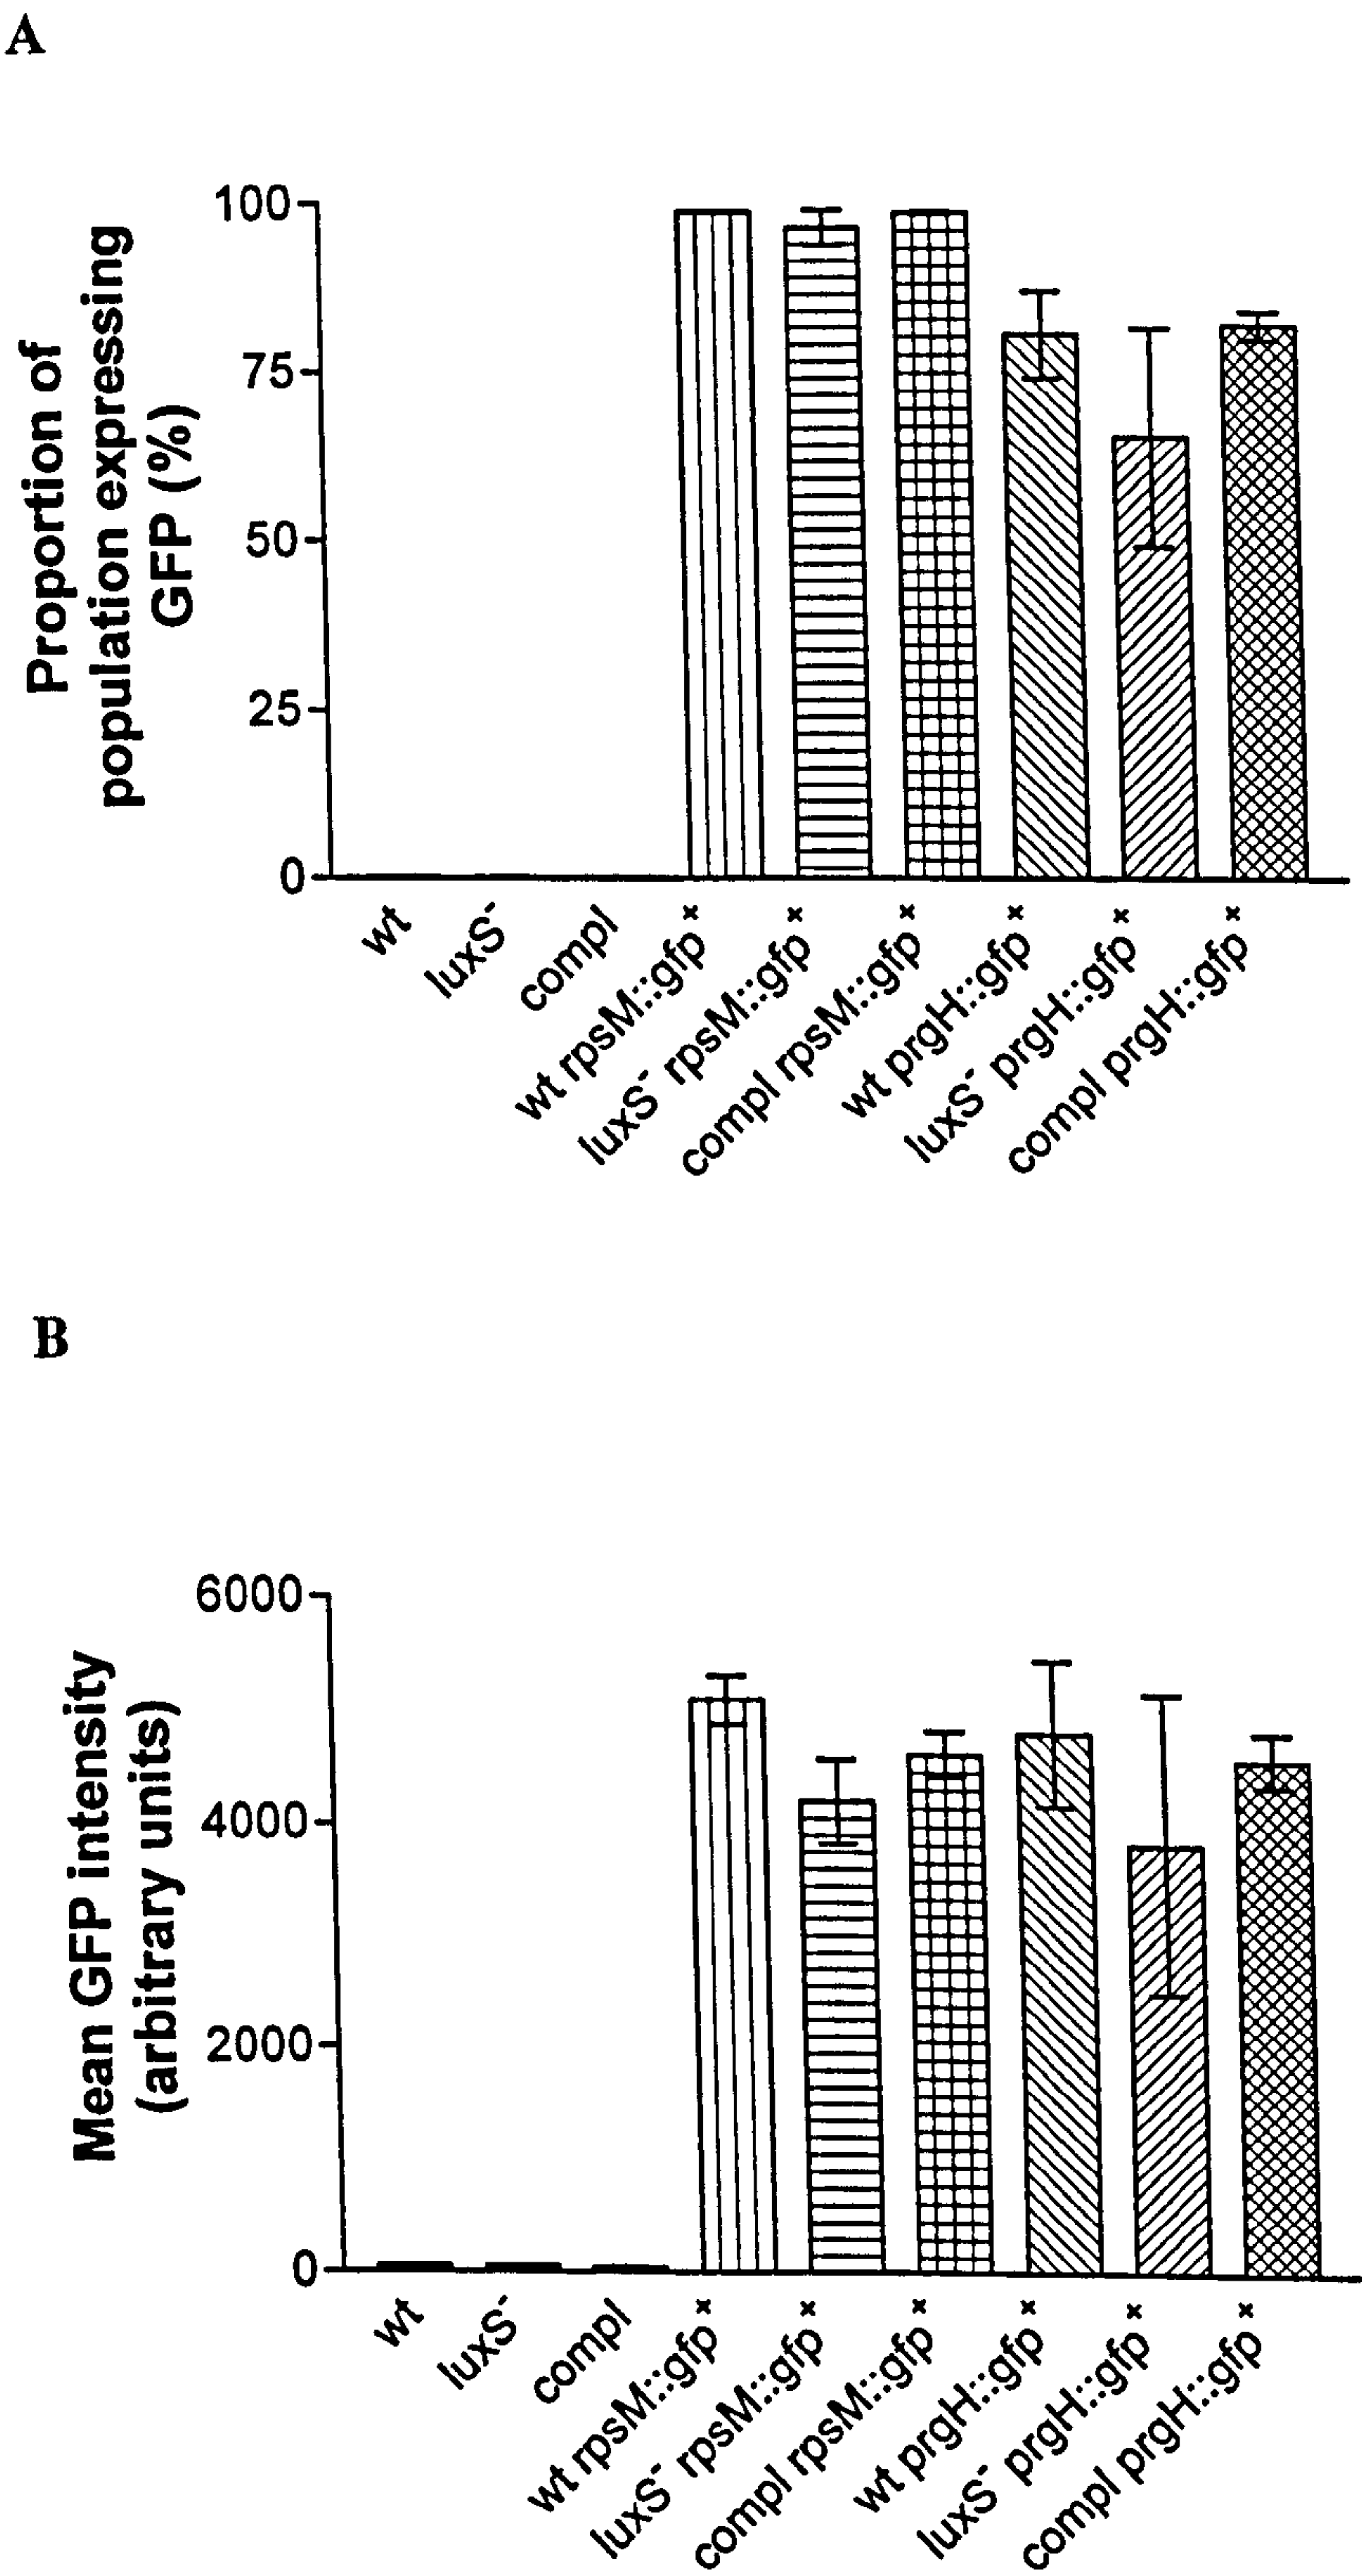 A
Proportion of
population expressing
GFP (%)
100
75
50
25
0
wt
luxS⁻
compl
wt rpsM::gfp⁺
luxS⁻ rpsM::gfp⁺
compl rpsM::gfp⁺
wt prgH::gfp⁺
luxS⁻ prgH::gfp⁺
compl prgH::gfp⁺
B
Mean GFP intensity
(arbitrary units)
6000
4000
2000
0
wt
luxS⁻
compl
wt rpsM::gfp⁺
luxS⁻ rpsM::gfp⁺
compl rpsM::gfp⁺
wt prgH::gfp⁺
luxS⁻ prgH::gfp⁺
compl prgH::gfp⁺